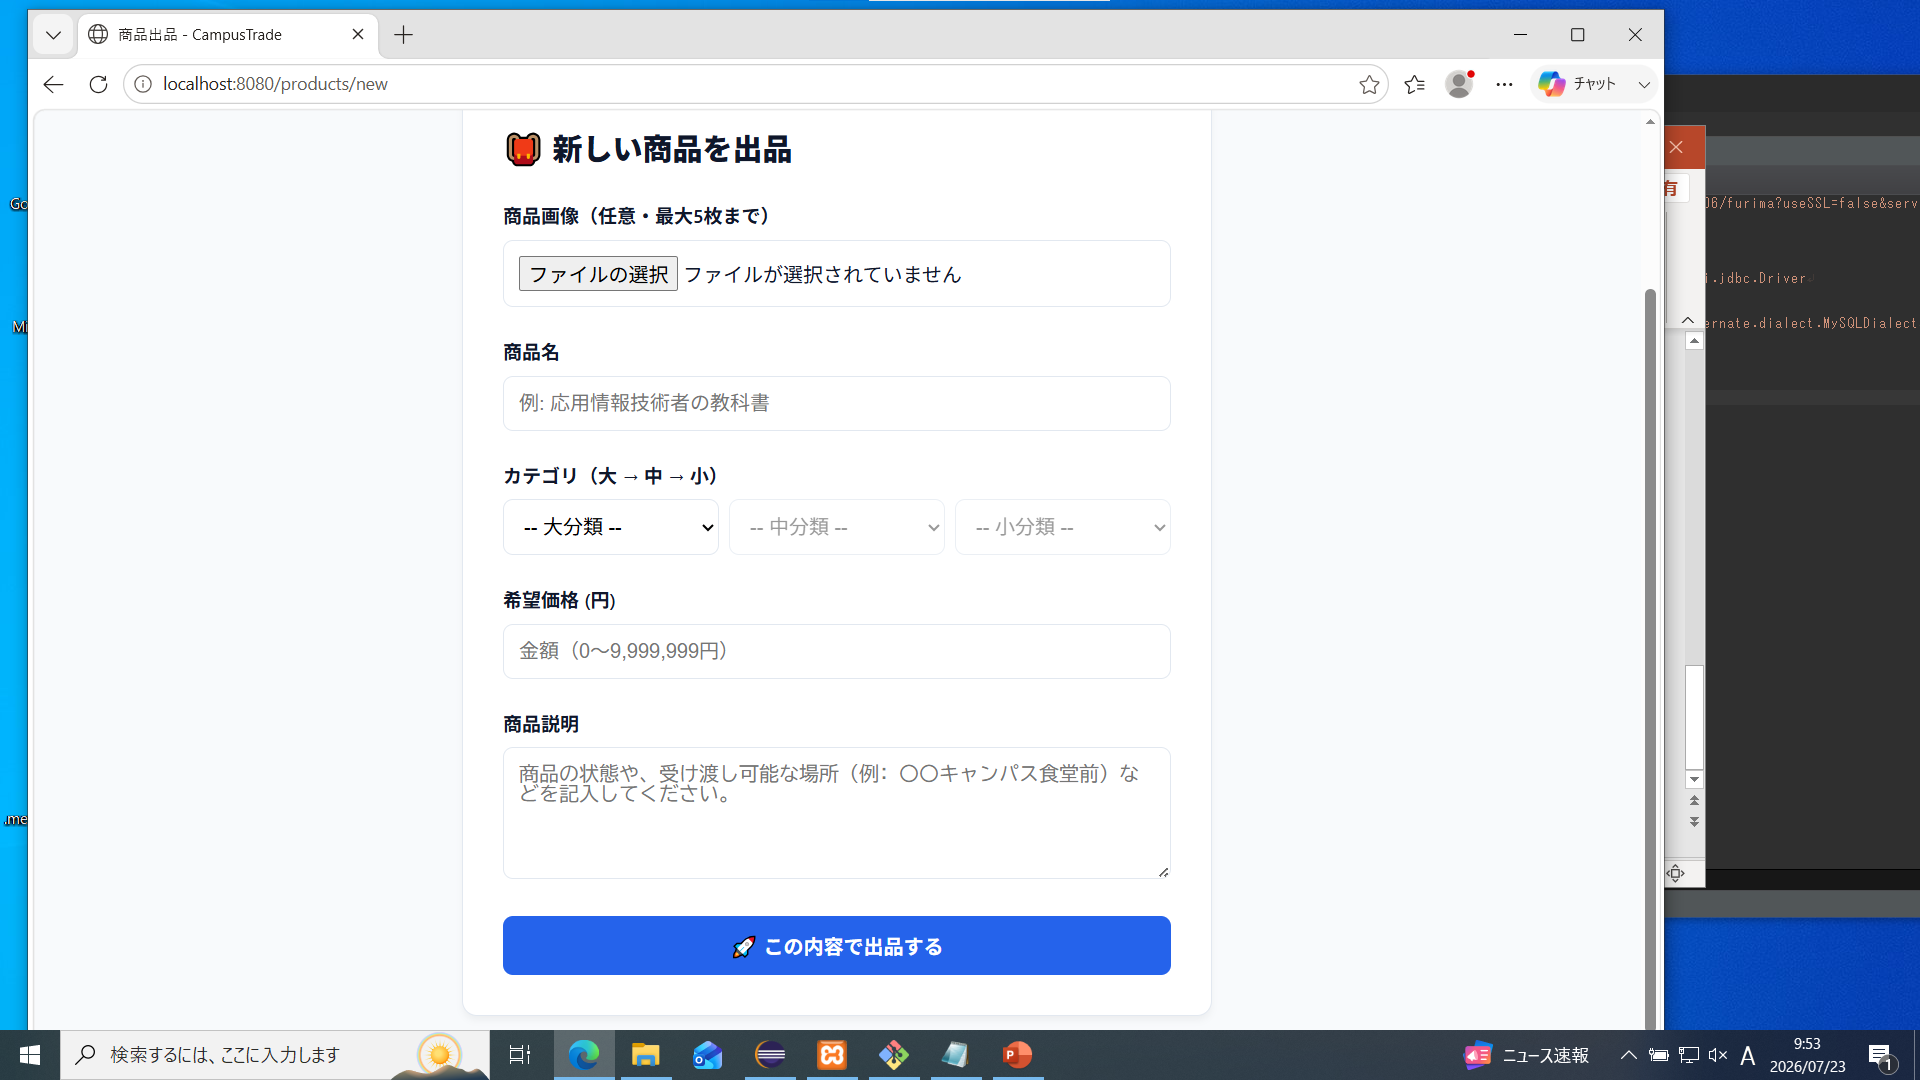 商品出品 - CampusTrade
localhost:8080/products/new
チャット
新しい商品を出品
商品画像（任意・最大5枚まで）
ファイルの選択 ファイルが選択されていません
商品名
例: 応用情報技術者の教科書
カテゴリ（大 → 中 → 小）
-- 大分類 --
-- 中分類 --
-- 小分類 --
希望価格 (円)
金額（0～9,999,999円）
商品説明
商品の状態や、受け渡し可能な場所（例：〇〇キャンパス食堂前）な
どを記入してください。
この内容で出品する
Go
Mi
.me
有
06/furima?useSSL=false&serv
i.jdbc.Driver
ernate.dialect.MySQLDialect
検索するには、ここに入力します
ニュース速報
A
9:53
2026/07/23
1